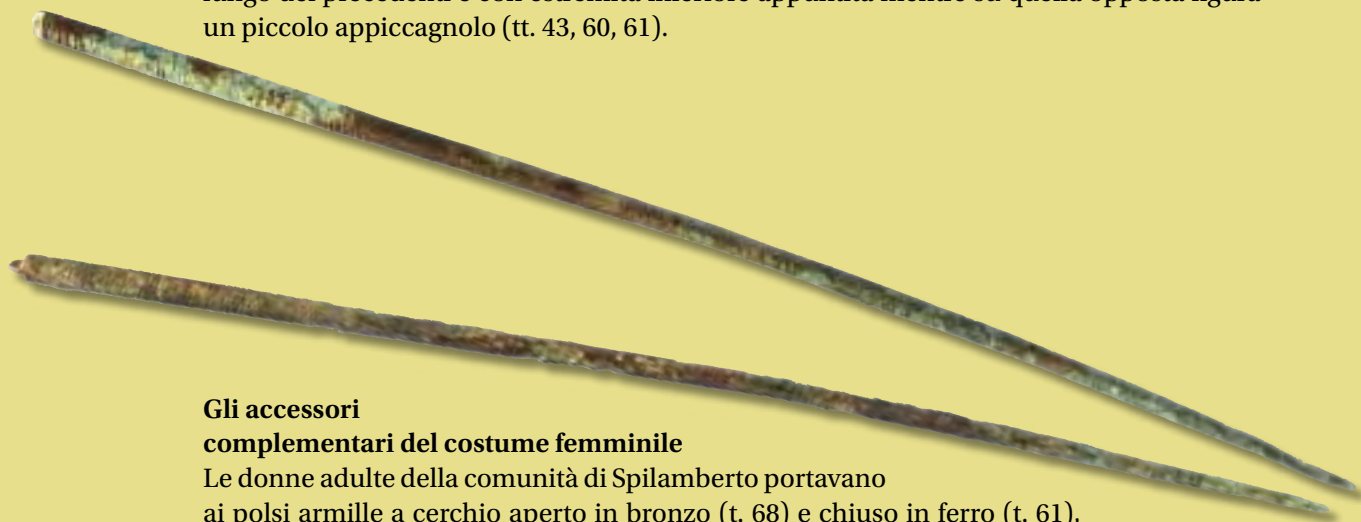 un piccolo appiccagnolo (tt. 43, 60, 61).
Gli accessori
complementari del costume femminile
Le donne adulte della comunità di Spilamberto portavano
ai polsi armille a cerchio aperto in bronzo (t. 68) e chiuso in ferro (t. 61).